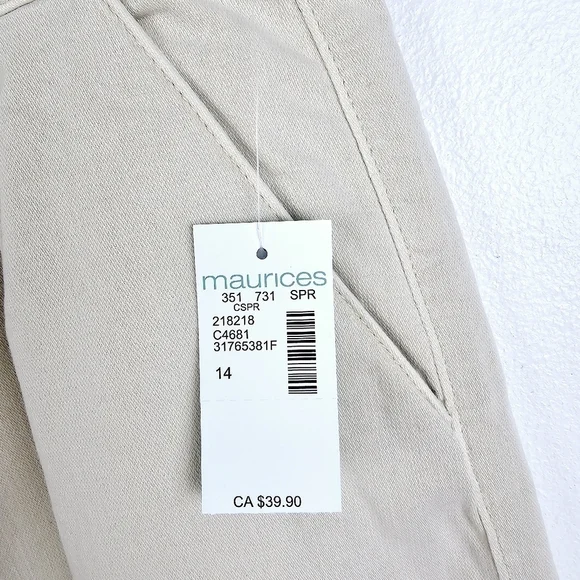 maurices
351 731 SPR
CSPR
218218
C4681
31765381F
14
CA $39.90